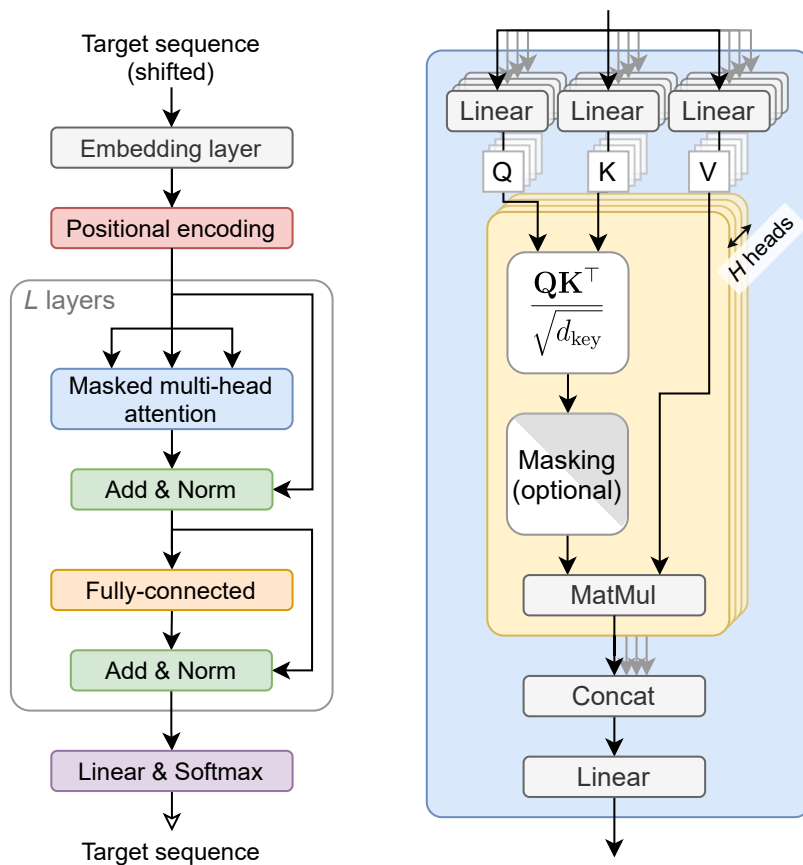 Target sequence
(shifted)
Embedding layer
Positional encoding
L layers
Masked multi-head
attention
Add & Norm
Fully-connected
Add & Norm
Linear & Softmax
Target sequence
Linear
Linear
Linear
Q
K
V
H heads
QK⊤
√dkey
Masking
(optional)
MatMul
Concat
Linear